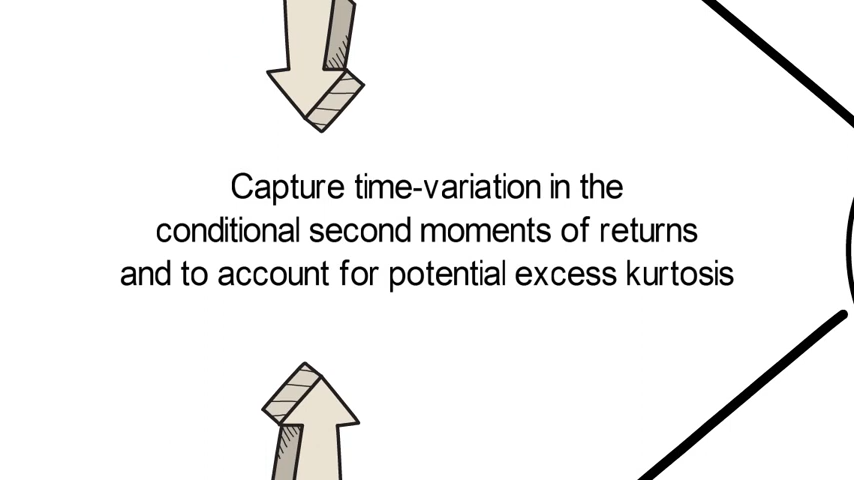 Capture time-variation in the
conditional second moments of returns
and to account for potential excess kurtosis